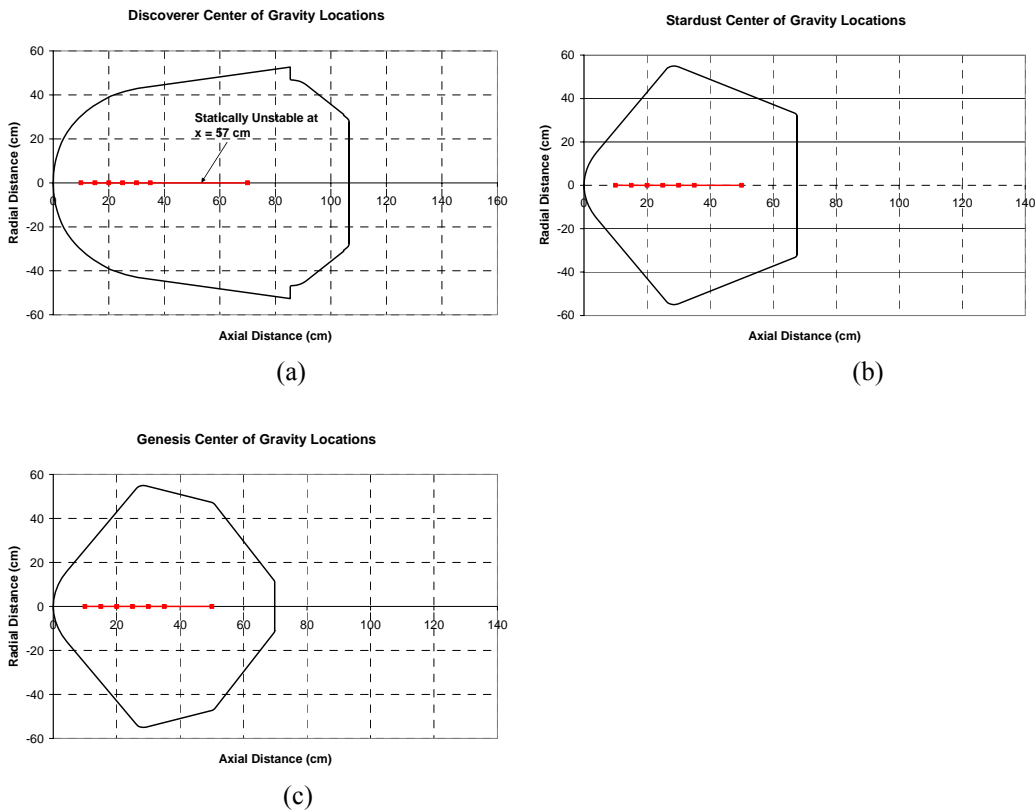 Discoverer Center of Gravity Locations
60
40
20
0
-20
-40
-60
0 20 40 60 80 100 120 140 160
Statically Unstable at
x = 57 cm
Radial Distance (cm)
Axial Distance (cm)
(a)
Stardust Center of Gravity Locations
60
40
20
0
-20
-40
-60
0 20 40 60 80 100 120 140
Radial Distance (cm)
Axial Distance (cm)
(b)
Genesis Center of Gravity Locations
60
40
20
0
-20
-40
-60
0 20 40 60 80 100 120 140
Radial Distance (cm)
Axial Distance (cm)
(c)